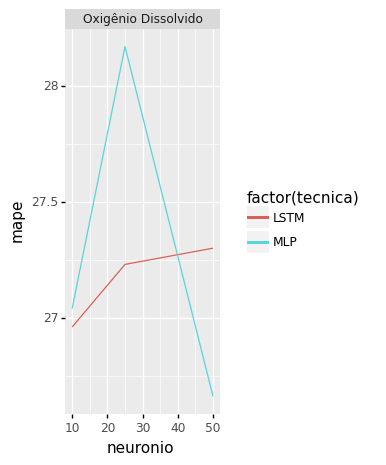 Oxigênio Dissolvido
28
27.5
27
mape
10 20 30 40 50
neuronio
factor(tecnica)
LSTM
MLP